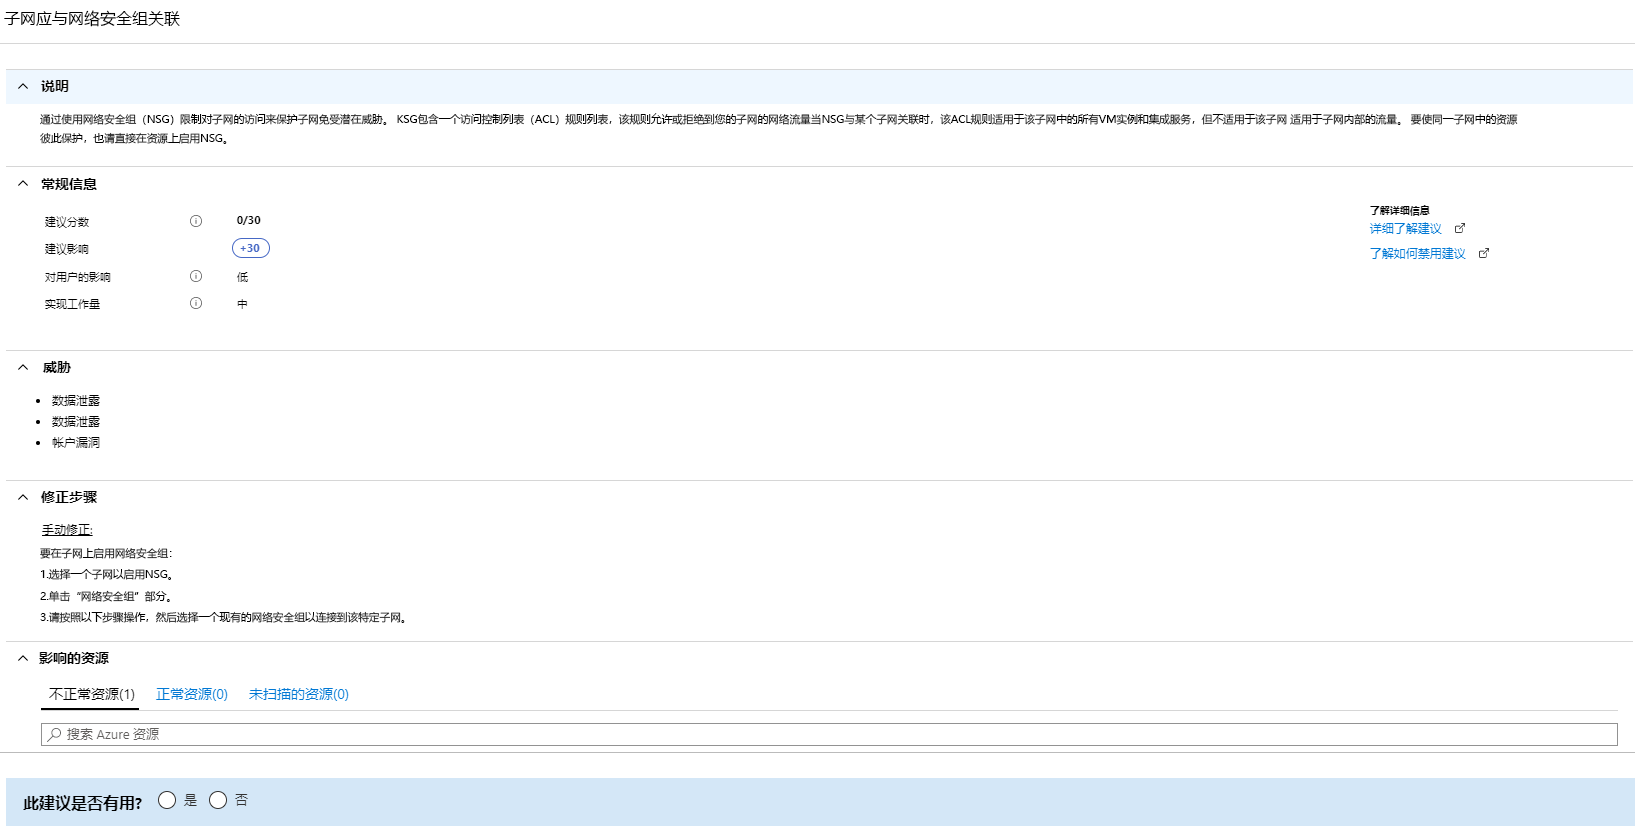 子网应与网络安全组关联
说明
通过使用网络安全组（NSG）限制对子网的访问来保护子网免受潜在威胁。 KSG包含一个访问控制列表（ACL）规则列表，该规则允许或拒绝到您的子网的网络流量当NSG与某个子网关联时，该ACL规则适用于该子网中的所有VM实例和集成服务，但不适用于该子网 适用于子网内部的流量。 要使同一子网中的资源
彼此保护，也请直接在资源上启用NSG。
常规信息
建议分数 0/30
建议影响 +30
对用户的影响 低
实现工作量 中
了解详细信息
详细了解建议
了解如何禁用建议
威胁
• 数据泄露
• 数据泄露
• 帐户漏洞
修正步骤
手动修正:
要在子网上启用网络安全组：
1.选择一个子网以启用NSG。
2.单击“网络安全组”部分。
3.请按照以下步骤操作，然后选择一个现有的网络安全组以连接到该特定子网。
影响的资源
不正常资源(1) 正常资源(0) 未扫描的资源(0)
搜索 Azure 资源
此建议是否有用? 是 否